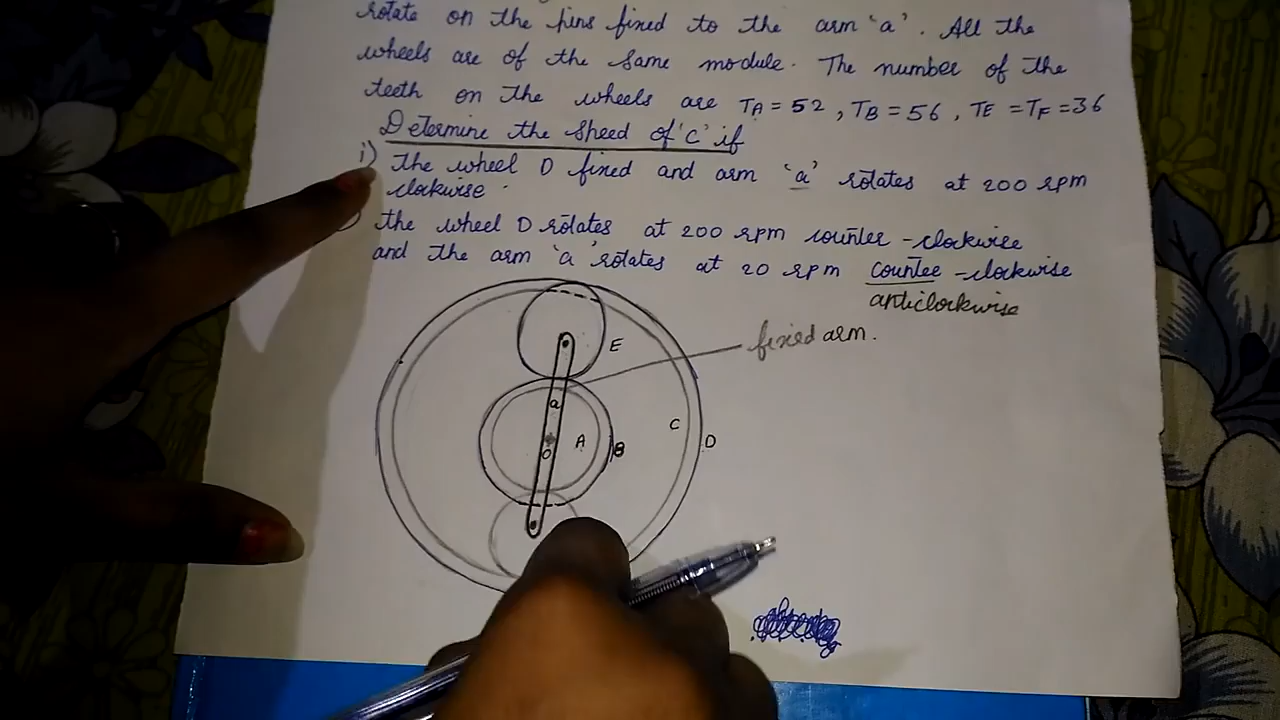 rotate on the pins fixed to the arm 'a'. All the
wheels are of the same module. The number of the
teeth on the wheels are TA = 52, TB = 56, TE = TF = 36
Determine the speed of 'C' if
i) the wheel D fixed and arm 'a' rotates at 200 rpm
clockwise.
the wheel D rotates at 200 rpm counter-clockwise
and the arm 'a' rotates at 20 rpm counter-clockwise
anticlockwise
fixed arm.
E
a
C
D
A
B
O